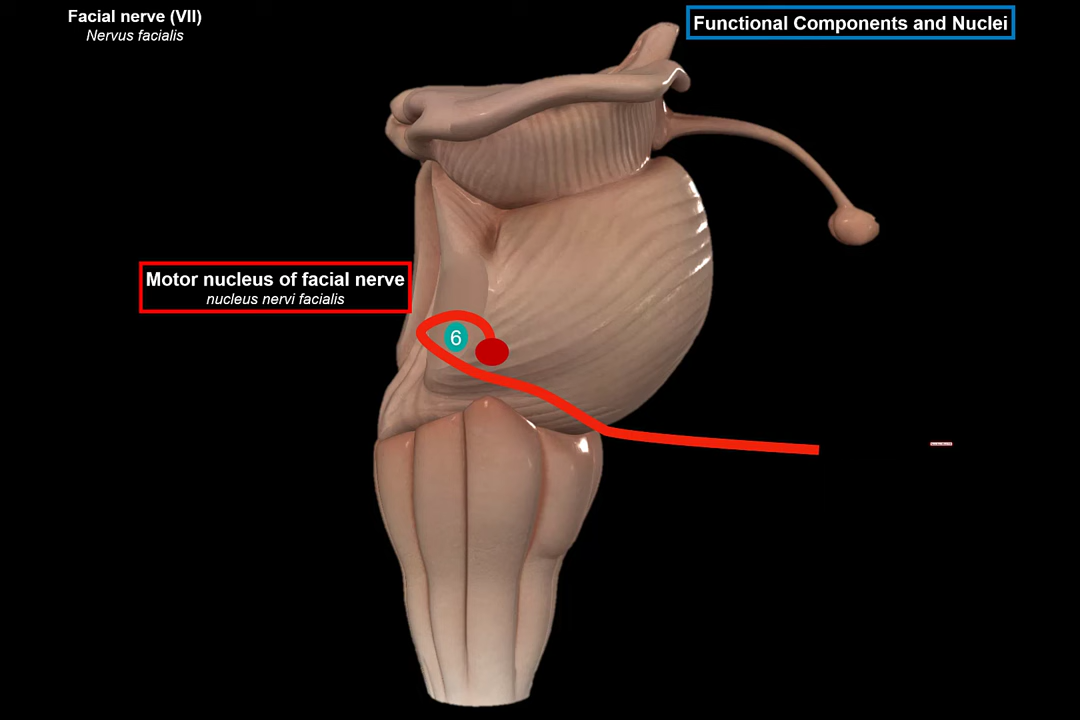 Facial nerve (VII)
Nervus facialis
Functional Components and Nuclei
Motor nucleus of facial nerve
nucleus nervi facialis
6